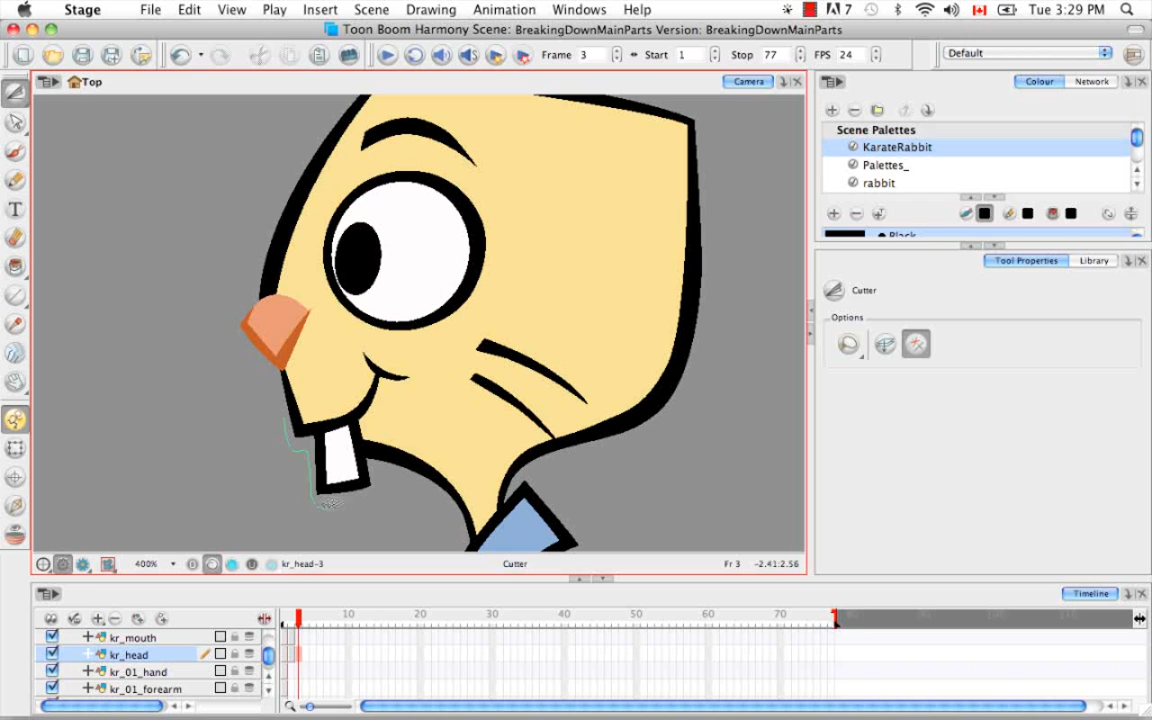 Stage File Edit View Play Insert Scene Drawing Animation Windows Help 7 Tue 3:29 PM
Toon Boom Harmony Scene: BreakingDownMainParts Version: BreakingDownMainParts
Frame 3 Start 1 Stop 77 FPS 24 Default
Top Camera Colour Network
Scene Palettes
KarateRabbit
Palettes_
rabbit
Black
Tool Properties Library
Cutter
Options
T
400% kr_head-3 Cutter Fr 3 -2.41:2.56
Timeline
10 20 30 40 50 60 70
kr_mouth
kr_head
kr_01_hand
kr_01_forearm